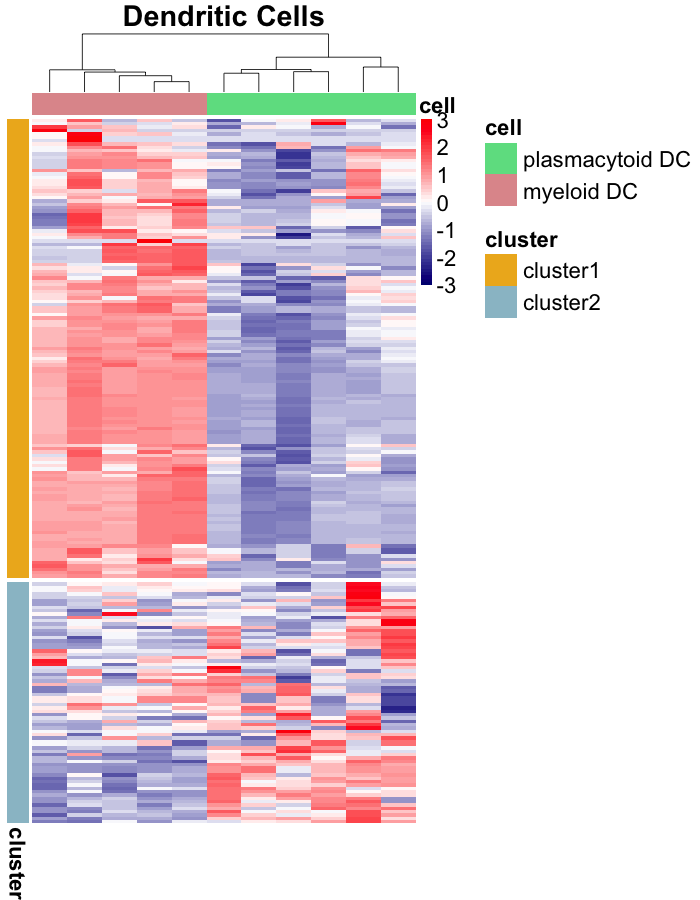 Dendritic Cells
cell
3
2
1
0
-1
-2
-3
cell
plasmacytoid DC
myeloid DC
cluster
cluster1
cluster2
cluster